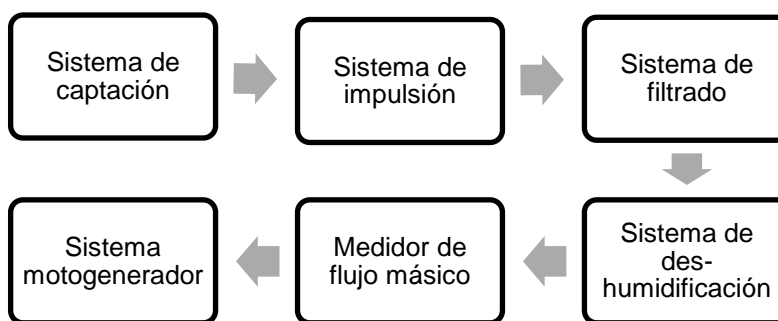 Sistema de
captación
Sistema de
impulsión
Sistema de
filtrado
Sistema
motogenerador
Medidor de
flujo másico
Sistema de
des-
humidificación